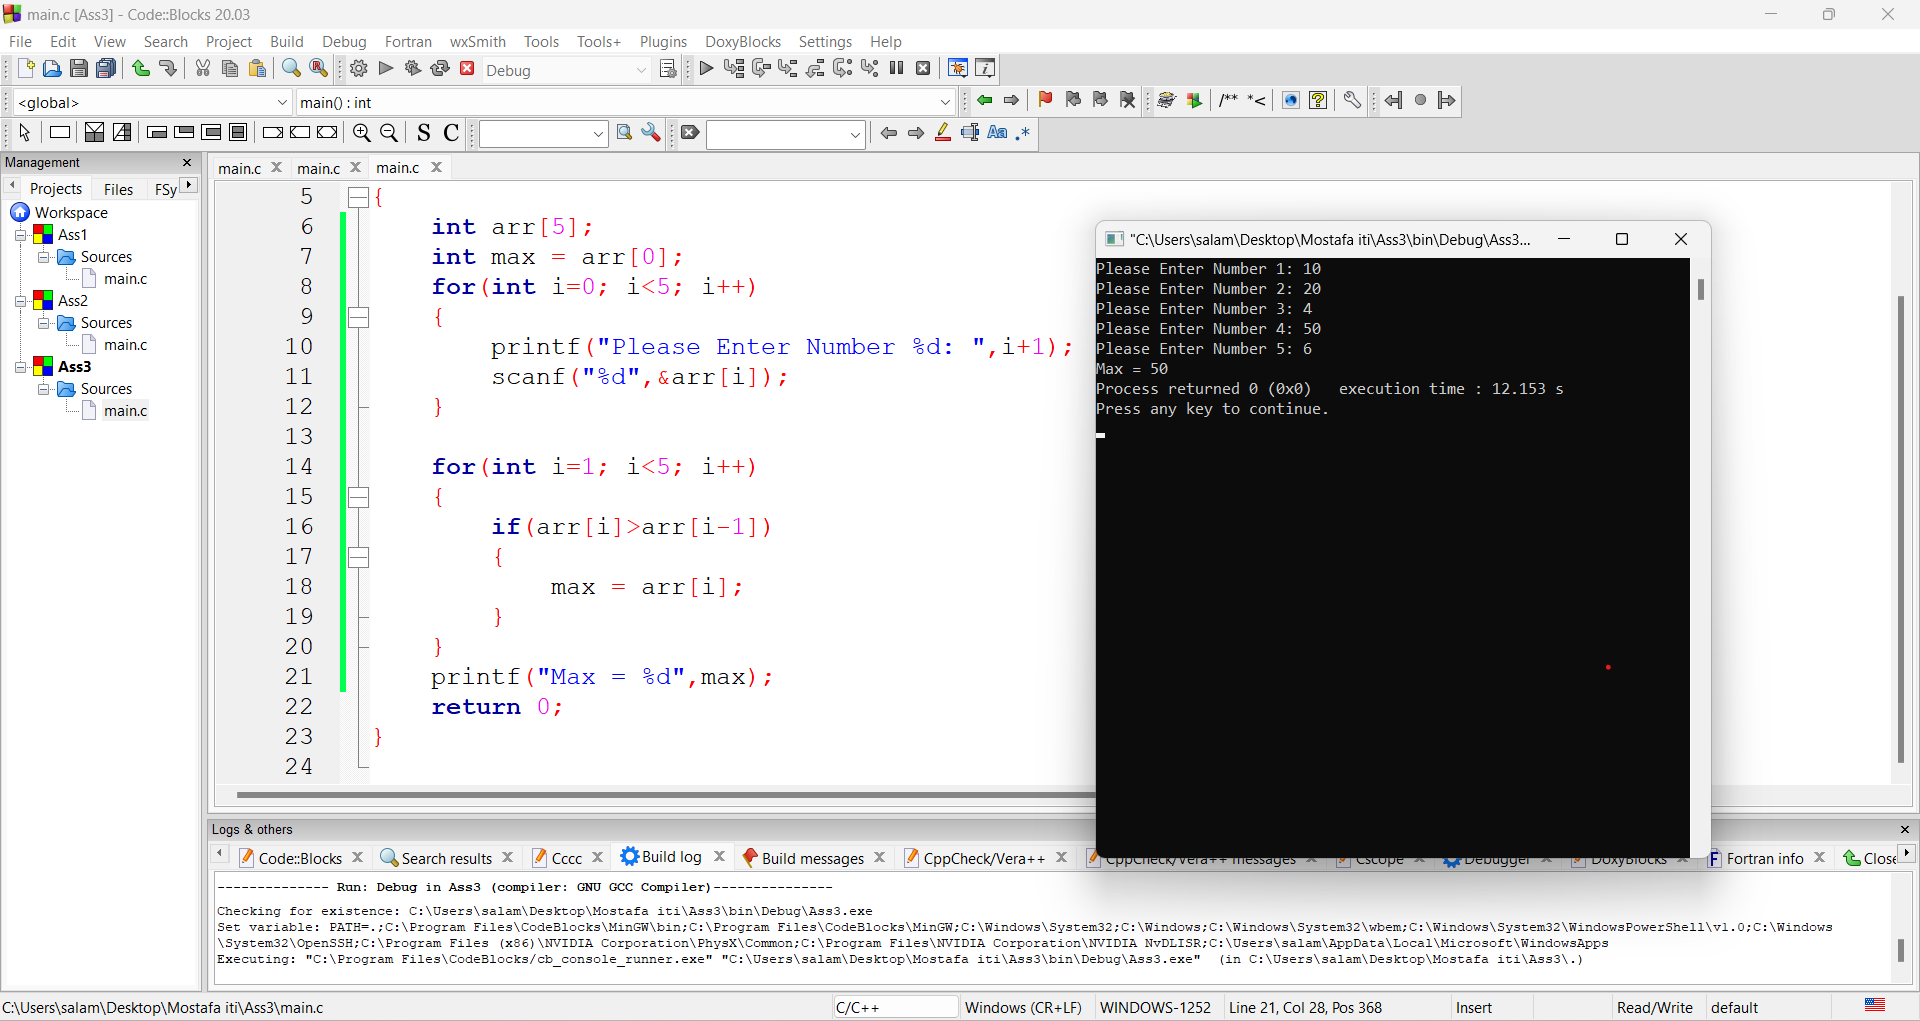 main.c [Ass3] - Code::Blocks 20.03
File Edit View Search Project Build Debug Fortran wxSmith Tools Tools+ Plugins DoxyBlocks Settings Help
Debug
<global> main() : int /** *<
S C Aa .*
Management
Projects Files FSy
Workspace
Ass1
Sources
main.c
Ass2
Sources
main.c
Ass3
Sources
main.c
main.c main.c main.c
5 {
6 int arr[5];
7 int max = arr[0];
8 for(int i=0; i<5; i++)
9 {
10 printf("Please Enter Number %d: ",i+1);
11 scanf("%d",&arr[i]);
12 }
13
14 for(int i=1; i<5; i++)
15 {
16 if(arr[i]>arr[i-1])
17 {
18 max = arr[i];
19 }
20 }
21 printf("Max = %d",max);
22 return 0;
23 }
24
"C:\Users\salam\Desktop\Mostafa iti\Ass3\bin\Debug\Ass3...
Please Enter Number 1: 10
Please Enter Number 2: 20
Please Enter Number 3: 4
Please Enter Number 4: 50
Please Enter Number 5: 6
Max = 50
Process returned 0 (0x0)   execution time : 12.153 s
Press any key to continue.
Logs & others
Code::Blocks Search results Cccc Build log Build messages CppCheck/Vera++ CppCheck/Vera++ messages Cscope Debugger DoxyBlocks Fortran info Close
-------------- Run: Debug in Ass3 (compiler: GNU GCC Compiler)---------------
Checking for existence: C:\Users\salam\Desktop\Mostafa iti\Ass3\bin\Debug\Ass3.exe
Set variable: PATH=.;C:\Program Files\CodeBlocks\MinGW\bin;C:\Program Files\CodeBlocks\MinGW;C:\Windows\System32;C:\Windows;C:\Windows\System32\wbem;C:\Windows\System32\WindowsPowerShell\v1.0;C:\Windows
\System32\OpenSSH;C:\Program Files (x86)\NVIDIA Corporation\PhysX\Common;C:\Program Files\NVIDIA Corporation\NVIDIA NvDLISR;C:\Users\salam\AppData\Local\Microsoft\WindowsApps
Executing: "C:\Program Files\CodeBlocks/cb_console_runner.exe" "C:\Users\salam\Desktop\Mostafa iti\Ass3\bin\Debug\Ass3.exe"  (in C:\Users\salam\Desktop\Mostafa iti\Ass3\.)
C:\Users\salam\Desktop\Mostafa iti\Ass3\main.c C/C++ Windows (CR+LF) WINDOWS-1252 Line 21, Col 28, Pos 368 Insert Read/Write default